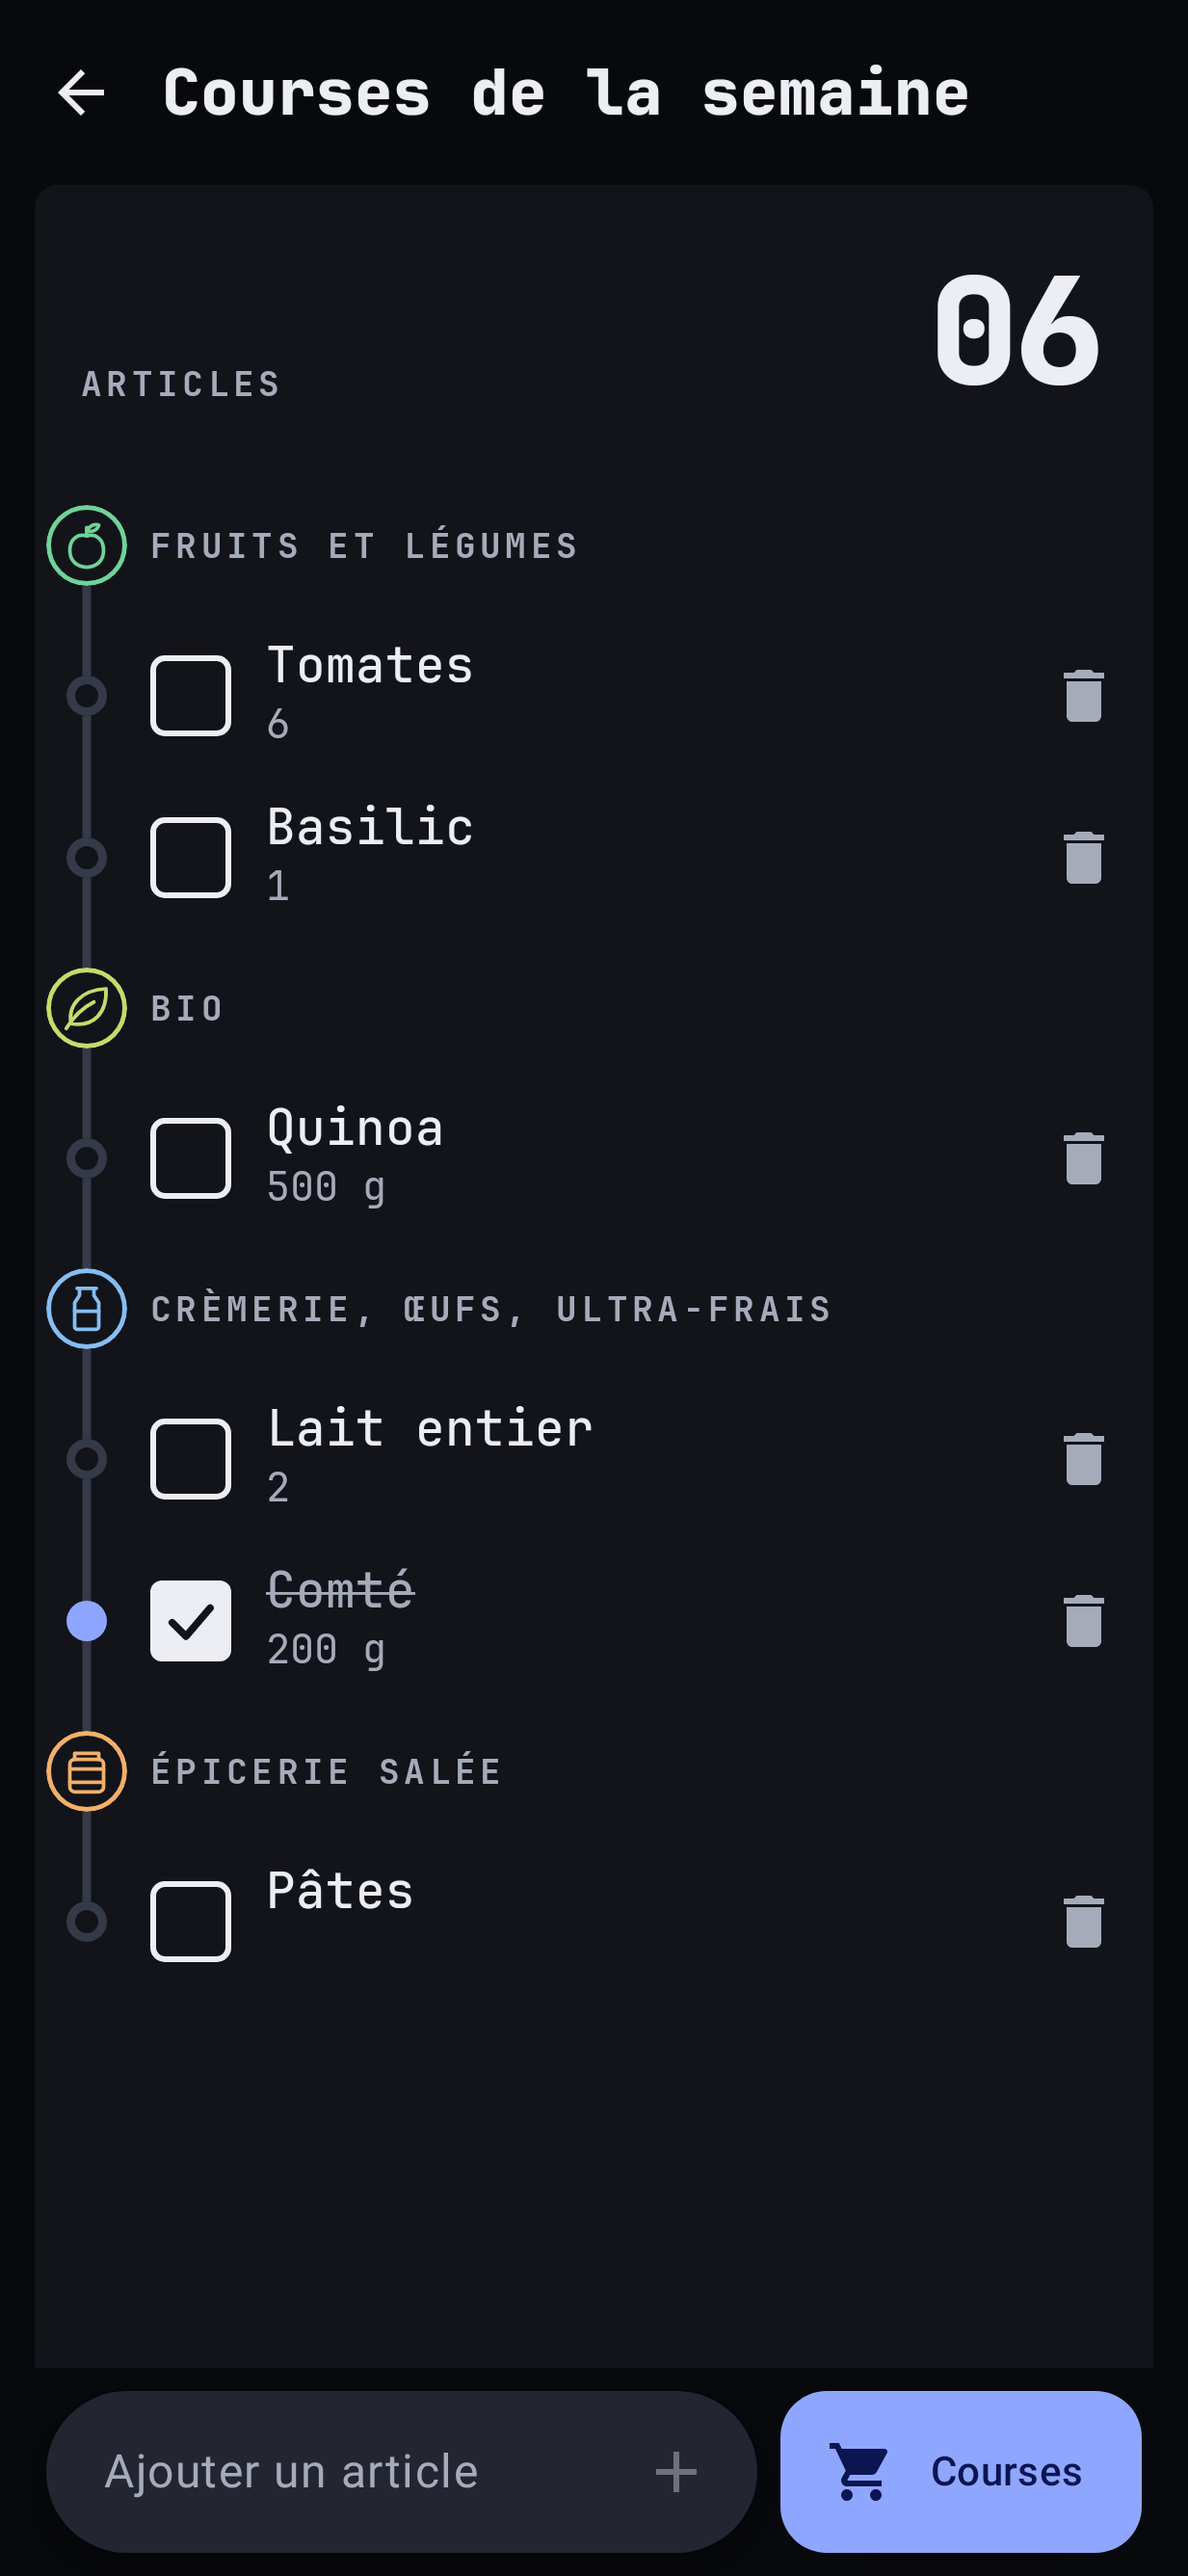 Courses de la semaine
06
ARTICLES
FRUITS ET LÉGUMES
Tomates
6
Basilic
1
BIO
Quinoa
500 g
CRÈMERIE, ŒUFS, ULTRA-FRAIS
Lait entier
2
Comté
200 g
ÉPICERIE SALÉE
Pâtes
Ajouter un article
Courses